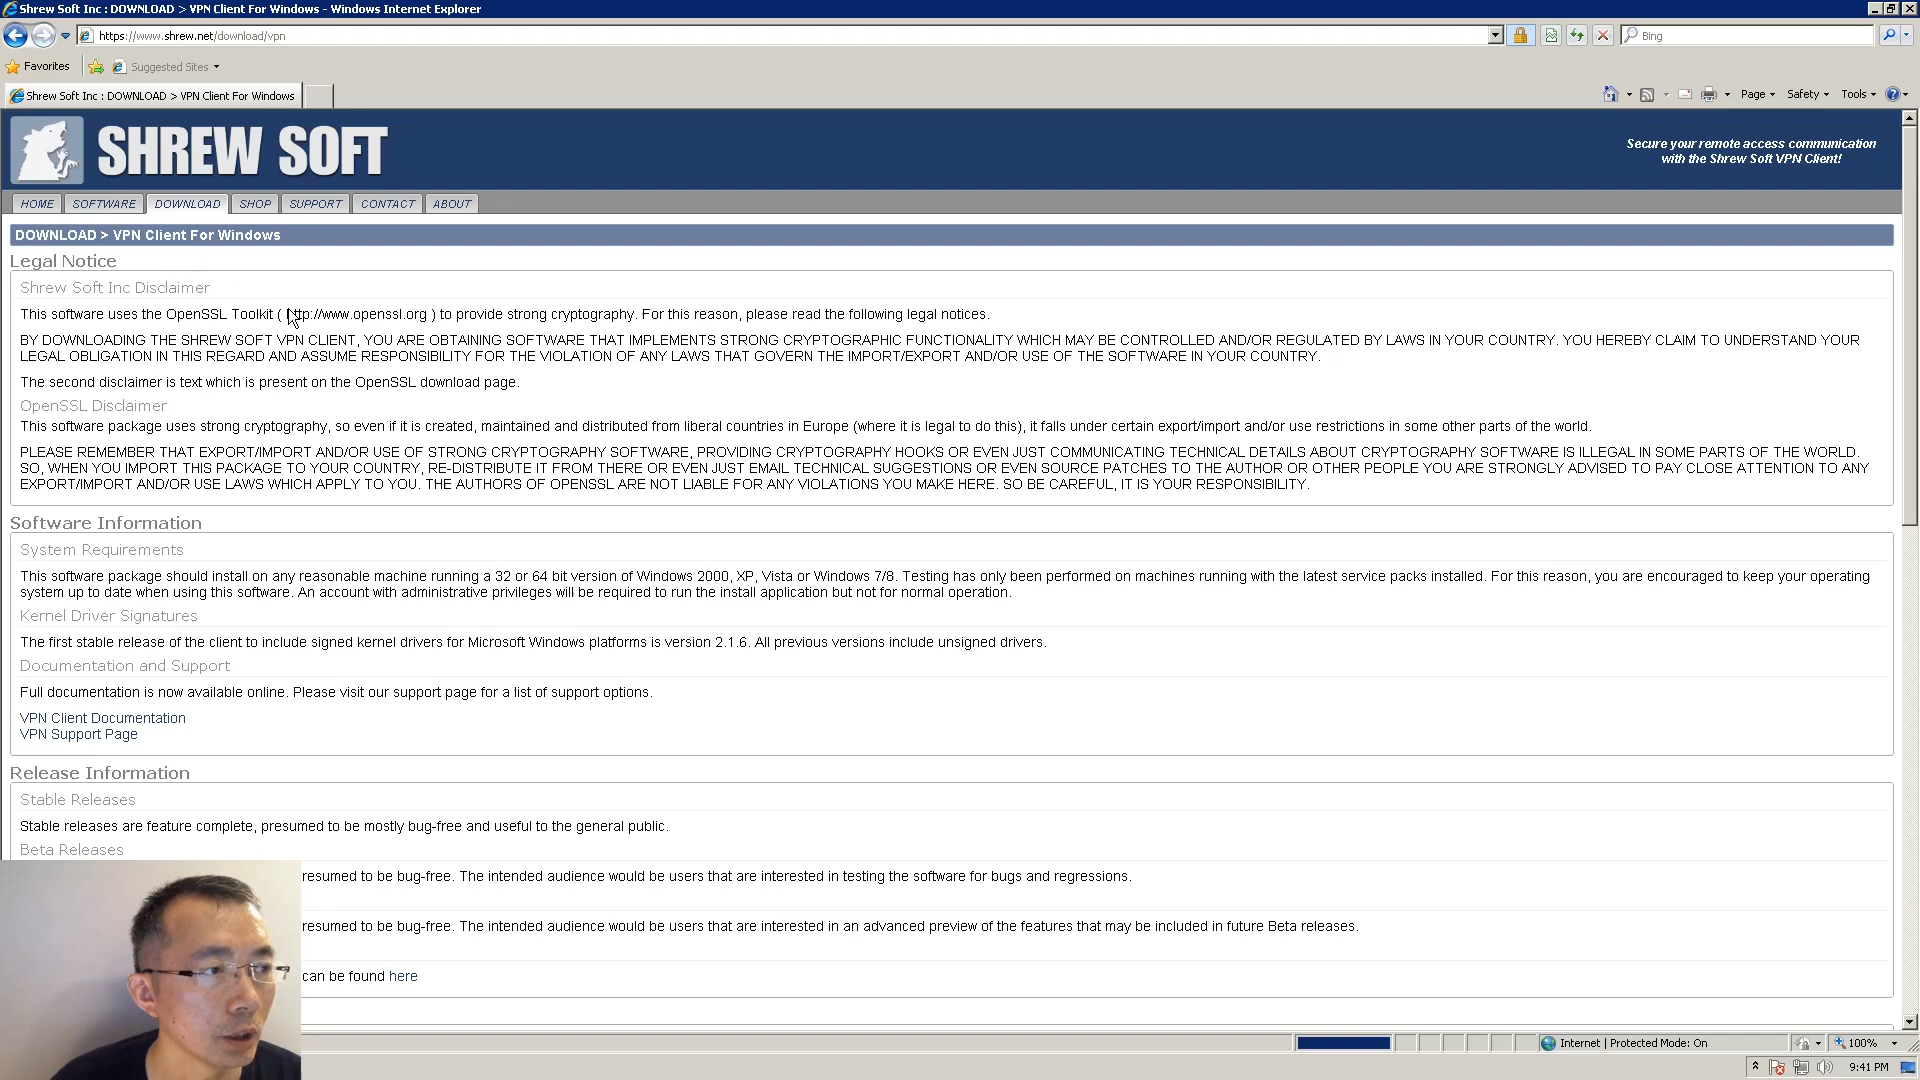 Shrew Soft Inc : DOWNLOAD > VPN Client For Windows - Windows Internet Explorer
https://www.shrew.net/download/vpn
Bing
Favorites
Suggested Sites
Shrew Soft Inc : DOWNLOAD > VPN Client For Windows
Page
Safety
Tools
SHREW SOFT
Secure your remote access communication
with the Shrew Soft VPN Client!
HOME
SOFTWARE
DOWNLOAD
SHOP
SUPPORT
CONTACT
ABOUT
DOWNLOAD > VPN Client For Windows
Legal Notice
Shrew Soft Inc Disclaimer
This software uses the OpenSSL Toolkit ( http://www.openssl.org ) to provide strong cryptography. For this reason, please read the following legal notices.
BY DOWNLOADING THE SHREW SOFT VPN CLIENT, YOU ARE OBTAINING SOFTWARE THAT IMPLEMENTS STRONG CRYPTOGRAPHIC FUNCTIONALITY WHICH MAY BE CONTROLLED AND/OR REGULATED BY LAWS IN YOUR COUNTRY. YOU HEREBY CLAIM TO UNDERSTAND YOUR
LEGAL OBLIGATION IN THIS REGARD AND ASSUME RESPONSIBILITY FOR THE VIOLATION OF ANY LAWS THAT GOVERN THE IMPORT/EXPORT AND/OR USE OF THE SOFTWARE IN YOUR COUNTRY.
The second disclaimer is text which is present on the OpenSSL download page.
OpenSSL Disclaimer
This software package uses strong cryptography, so even if it is created, maintained and distributed from liberal countries in Europe (where it is legal to do this), it falls under certain export/import and/or use restrictions in some other parts of the world.
PLEASE REMEMBER THAT EXPORT/IMPORT AND/OR USE OF STRONG CRYPTOGRAPHY SOFTWARE, PROVIDING CRYPTOGRAPHY HOOKS OR EVEN JUST COMMUNICATING TECHNICAL DETAILS ABOUT CRYPTOGRAPHY SOFTWARE IS ILLEGAL IN SOME PARTS OF THE WORLD.
SO, WHEN YOU IMPORT THIS PACKAGE TO YOUR COUNTRY, RE-DISTRIBUTE IT FROM THERE OR EVEN JUST EMAIL TECHNICAL SUGGESTIONS OR EVEN SOURCE PATCHES TO THE AUTHOR OR OTHER PEOPLE YOU ARE STRONGLY ADVISED TO PAY CLOSE ATTENTION TO ANY
EXPORT/IMPORT AND/OR USE LAWS WHICH APPLY TO YOU. THE AUTHORS OF OPENSSL ARE NOT LIABLE FOR ANY VIOLATIONS YOU MAKE HERE. SO BE CAREFUL, IT IS YOUR RESPONSIBILITY.
Software Information
System Requirements
This software package should install on any reasonable machine running a 32 or 64 bit version of Windows 2000, XP, Vista or Windows 7/8. Testing has only been performed on machines running with the latest service packs installed. For this reason, you are encouraged to keep your operating
system up to date when using this software. An account with administrative privileges will be required to run the install application but not for normal operation.
Kernel Driver Signatures
The first stable release of the client to include signed kernel drivers for Microsoft Windows platforms is version 2.1.6. All previous versions include unsigned drivers.
Documentation and Support
Full documentation is now available online. Please visit our support page for a list of support options.
VPN Client Documentation
VPN Support Page
Release Information
Stable Releases
Stable releases are feature complete, presumed to be mostly bug-free and useful to the general public.
Beta Releases
resumed to be bug-free. The intended audience would be users that are interested in testing the software for bugs and regressions.
resumed to be bug-free. The intended audience would be users that are interested in an advanced preview of the features that may be included in future Beta releases.
can be found here
Internet | Protected Mode: On
100%
9:41 PM